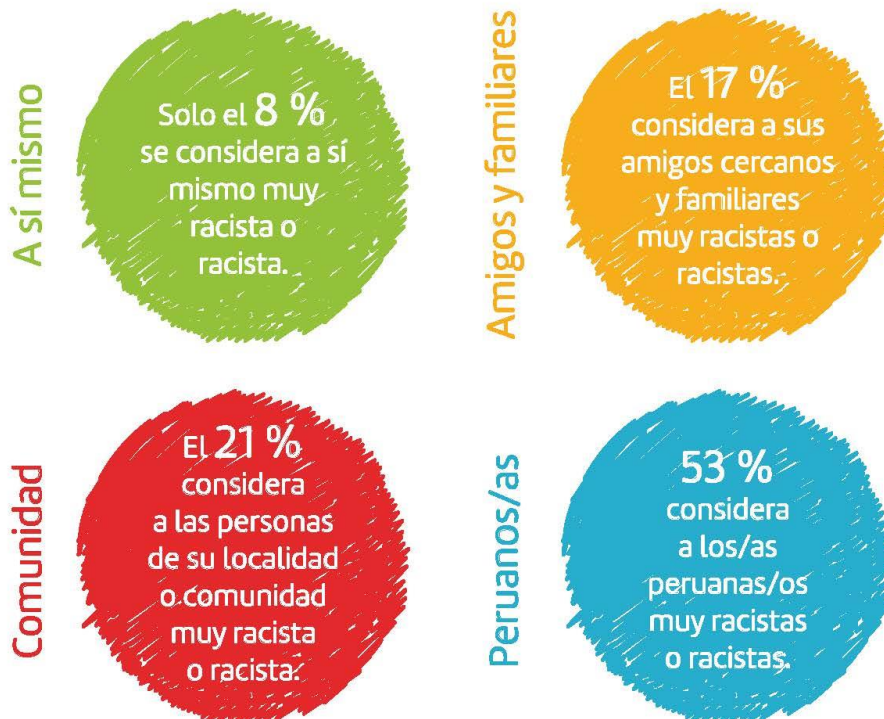 A sí mismo
Solo el 8 %
se considera a sí
mismo muy
racista o
racista.
Amigos y familiares
El 17 %
considera a sus
amigos cercanos
y familiares
muy racistas o
racistas.
Comunidad
El 21 %
considera
a las personas
de su localidad
o comunidad
muy racista
o racista.
Peruanos/as
53 %
considera
a los/as
peruanas/os
muy racistas
o racistas.